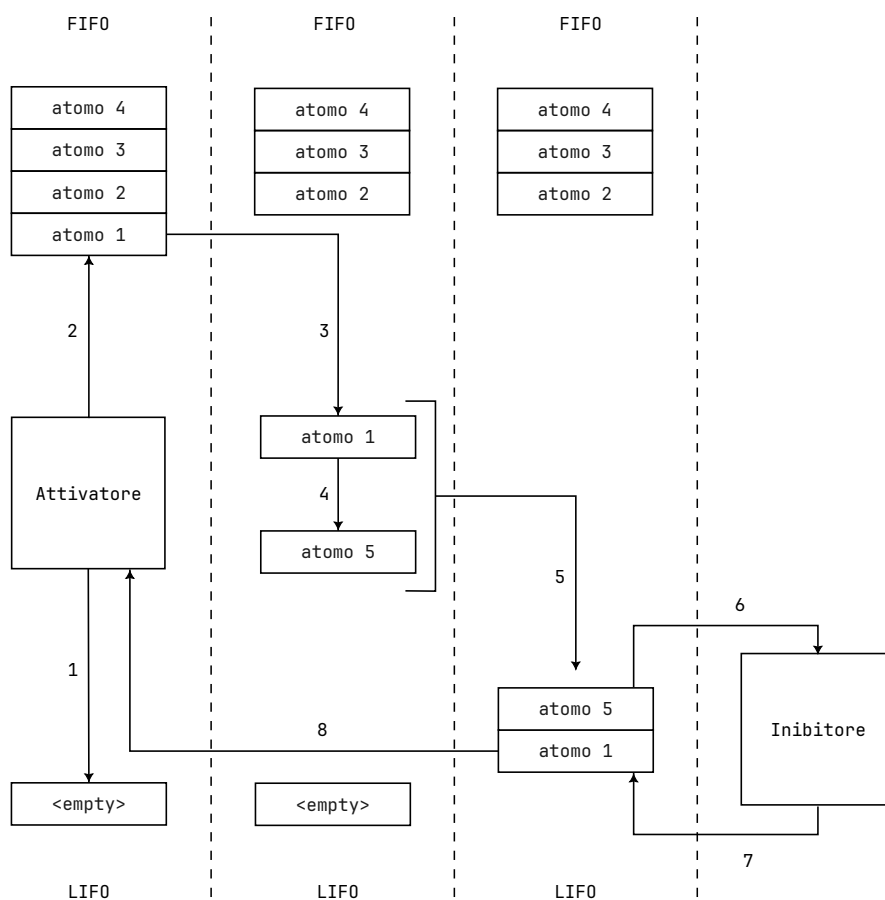 FIFO
FIFO
FIFO
atomo 4
atomo 3
atomo 2
atomo 1
atomo 4
atomo 3
atomo 2
atomo 4
atomo 3
atomo 2
2
3
Attivatore
atomo 1
4
atomo 5
5
6
1
8
atomo 5
atomo 1
Inibitore
7
<empty>
<empty>
LIFO
LIFO
LIFO